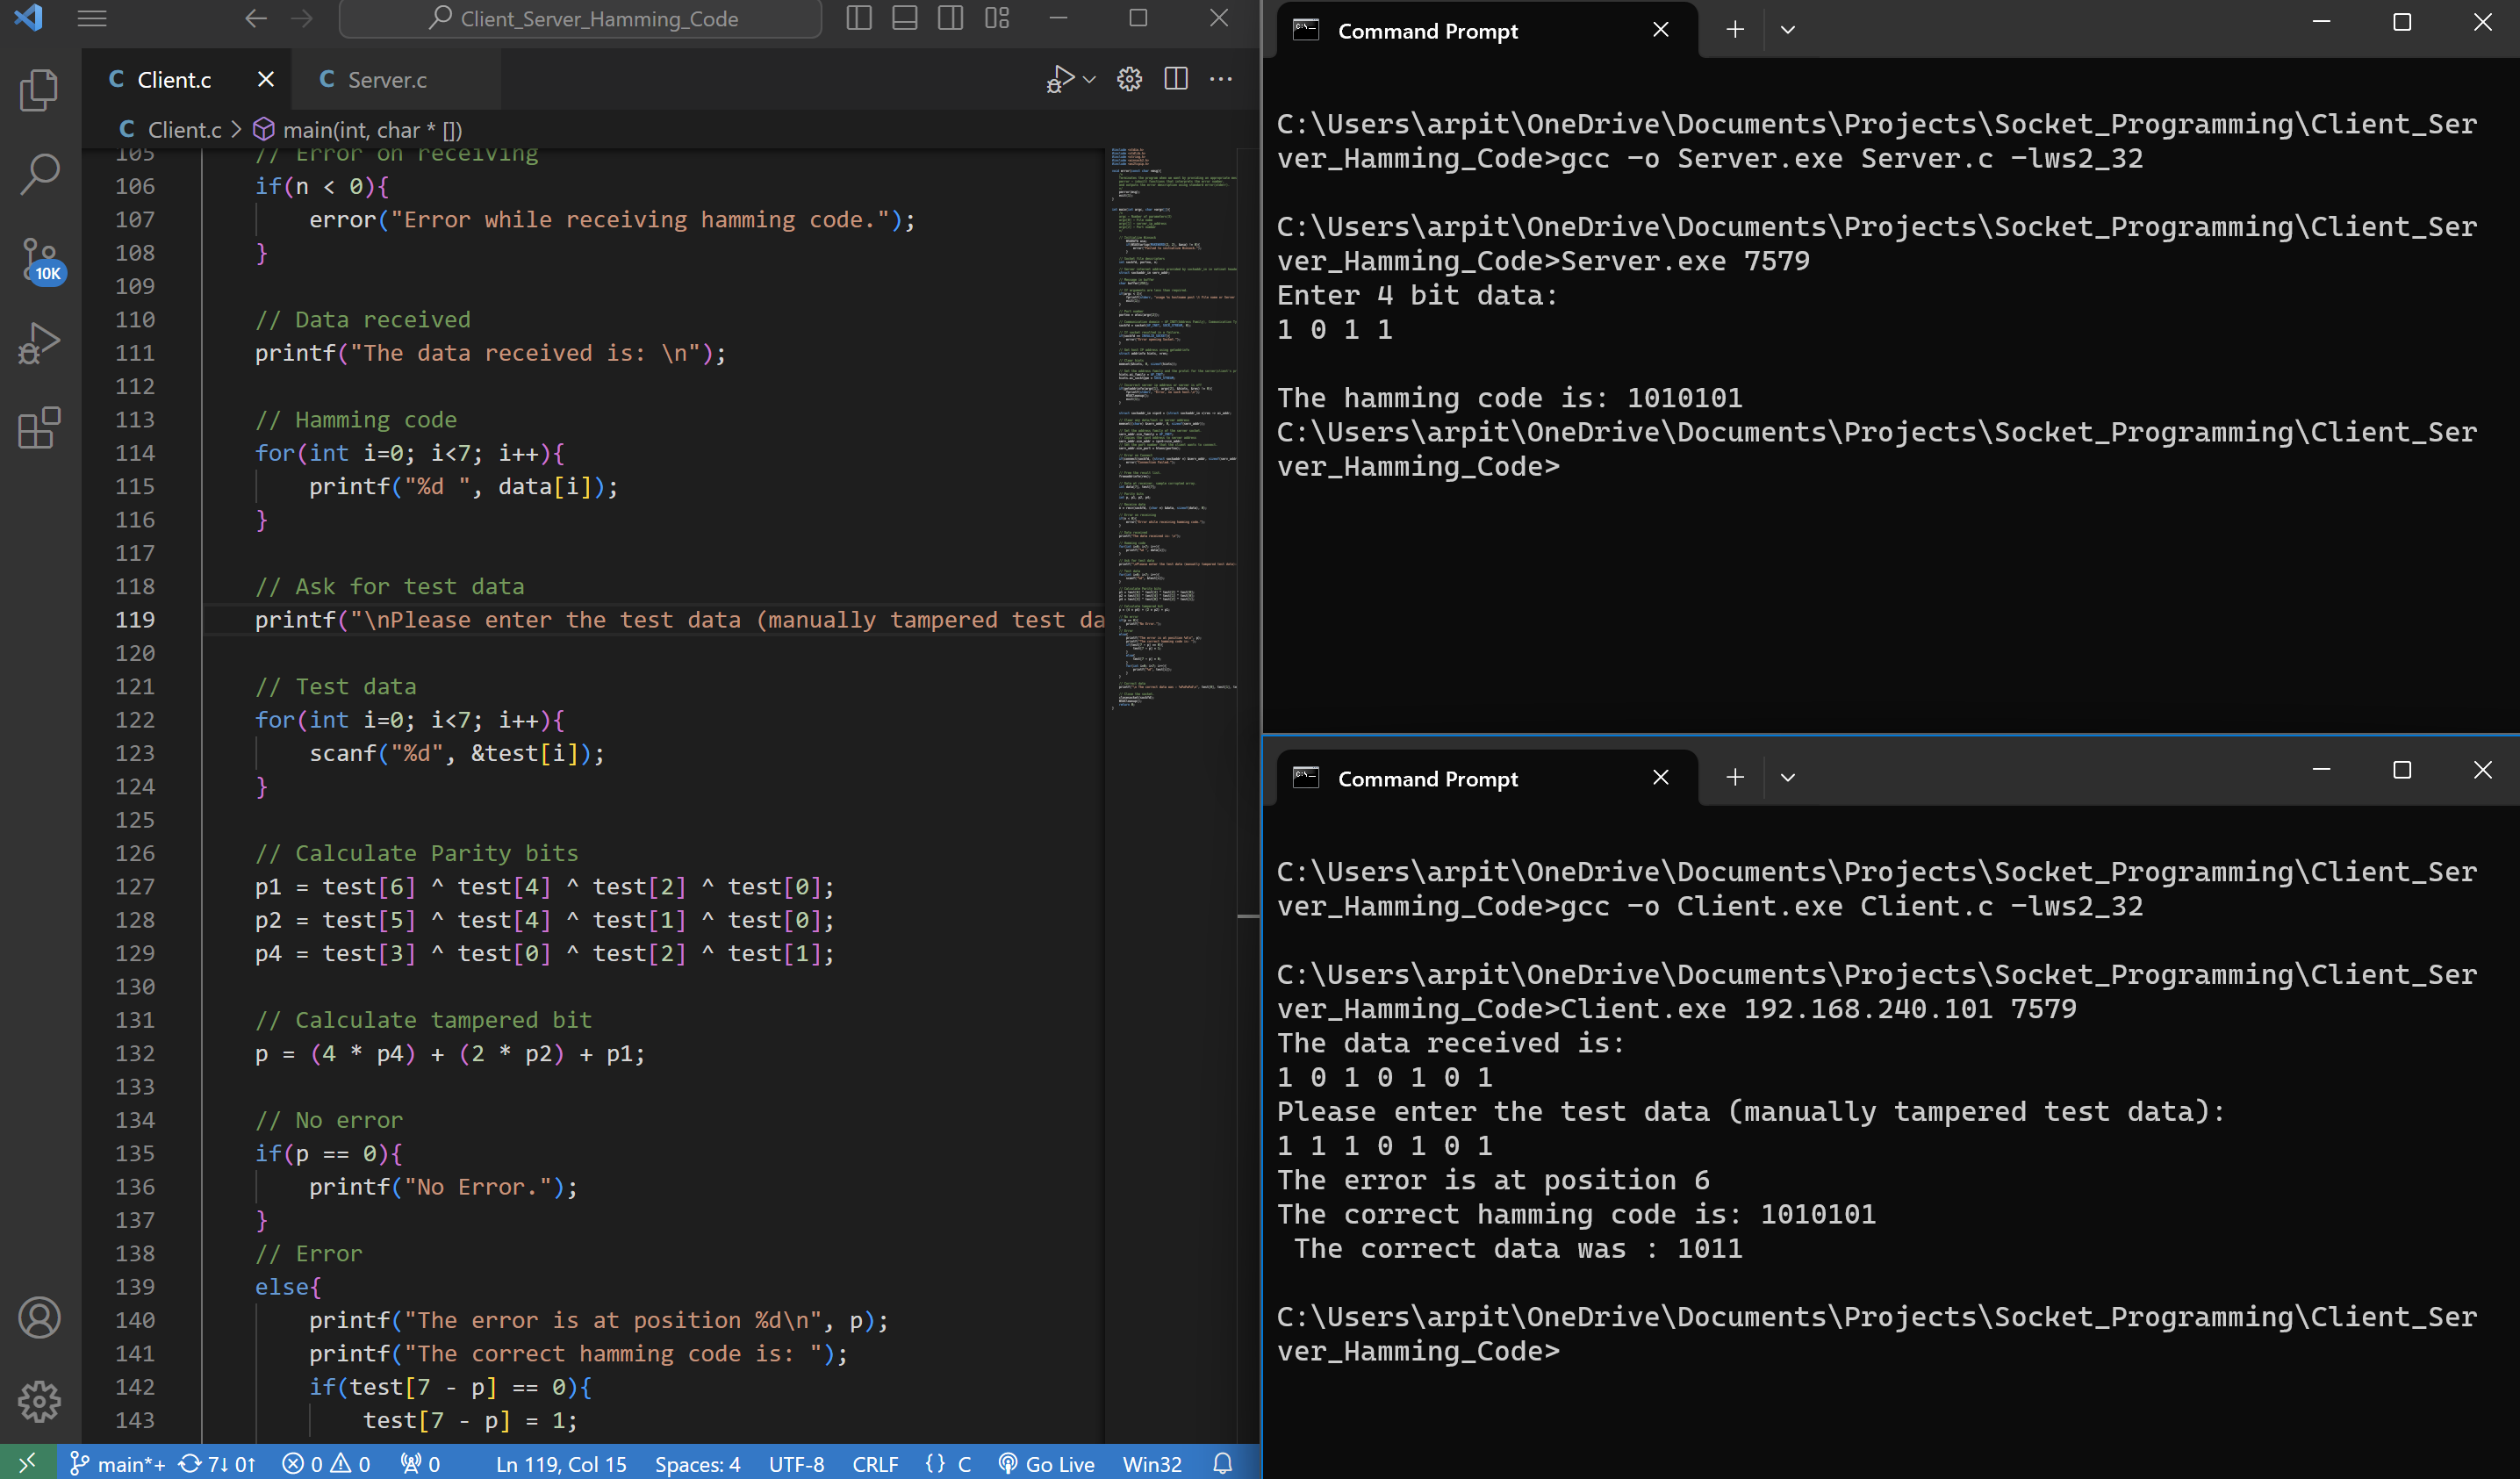 Client_Server_Hamming_Code
C Client.c
C Server.c
C Client.c > main(int, char * [])
105 // Error on receiving
106 if(n < 0){
107 error("Error while receiving hamming code.");
108 }
109
110 // Data received
111 printf("The data received is: \n");
112
113 // Hamming code
114 for(int i=0; i<7; i++){
115 printf("%d ", data[i]);
116 }
117
118 // Ask for test data
119 printf("\nPlease enter the test data (manually tampered test da
120
121 // Test data
122 for(int i=0; i<7; i++){
123 scanf("%d", &test[i]);
124 }
125
126 // Calculate Parity bits
127 p1 = test[6] ^ test[4] ^ test[2] ^ test[0];
128 p2 = test[5] ^ test[4] ^ test[1] ^ test[0];
129 p4 = test[3] ^ test[0] ^ test[2] ^ test[1];
130
131 // Calculate tampered bit
132 p = (4 * p4) + (2 * p2) + p1;
133
134 // No error
135 if(p == 0){
136 printf("No Error.");
137 }
138 // Error
139 else{
140 printf("The error is at position %d\n", p);
141 printf("The correct hamming code is: ");
142 if(test[7 - p] == 0){
143 test[7 - p] = 1;
10K
main*+ 7↓ 0↑ 0 0 0 Ln 119, Col 15 Spaces: 4 UTF-8 CRLF {} C Go Live Win32
Command Prompt
C:\Users\arpit\OneDrive\Documents\Projects\Socket_Programming\Client_Ser
ver_Hamming_Code>gcc -o Server.exe Server.c -lws2_32
C:\Users\arpit\OneDrive\Documents\Projects\Socket_Programming\Client_Ser
ver_Hamming_Code>Server.exe 7579
Enter 4 bit data:
1 0 1 1
The hamming code is: 1010101
C:\Users\arpit\OneDrive\Documents\Projects\Socket_Programming\Client_Ser
ver_Hamming_Code>
Command Prompt
C:\Users\arpit\OneDrive\Documents\Projects\Socket_Programming\Client_Ser
ver_Hamming_Code>gcc -o Client.exe Client.c -lws2_32
C:\Users\arpit\OneDrive\Documents\Projects\Socket_Programming\Client_Ser
ver_Hamming_Code>Client.exe 192.168.240.101 7579
The data received is:
1 0 1 0 1 0 1
Please enter the test data (manually tampered test data):
1 1 1 0 1 0 1
The error is at position 6
The correct hamming code is: 1010101
The correct data was : 1011
C:\Users\arpit\OneDrive\Documents\Projects\Socket_Programming\Client_Ser
ver_Hamming_Code>